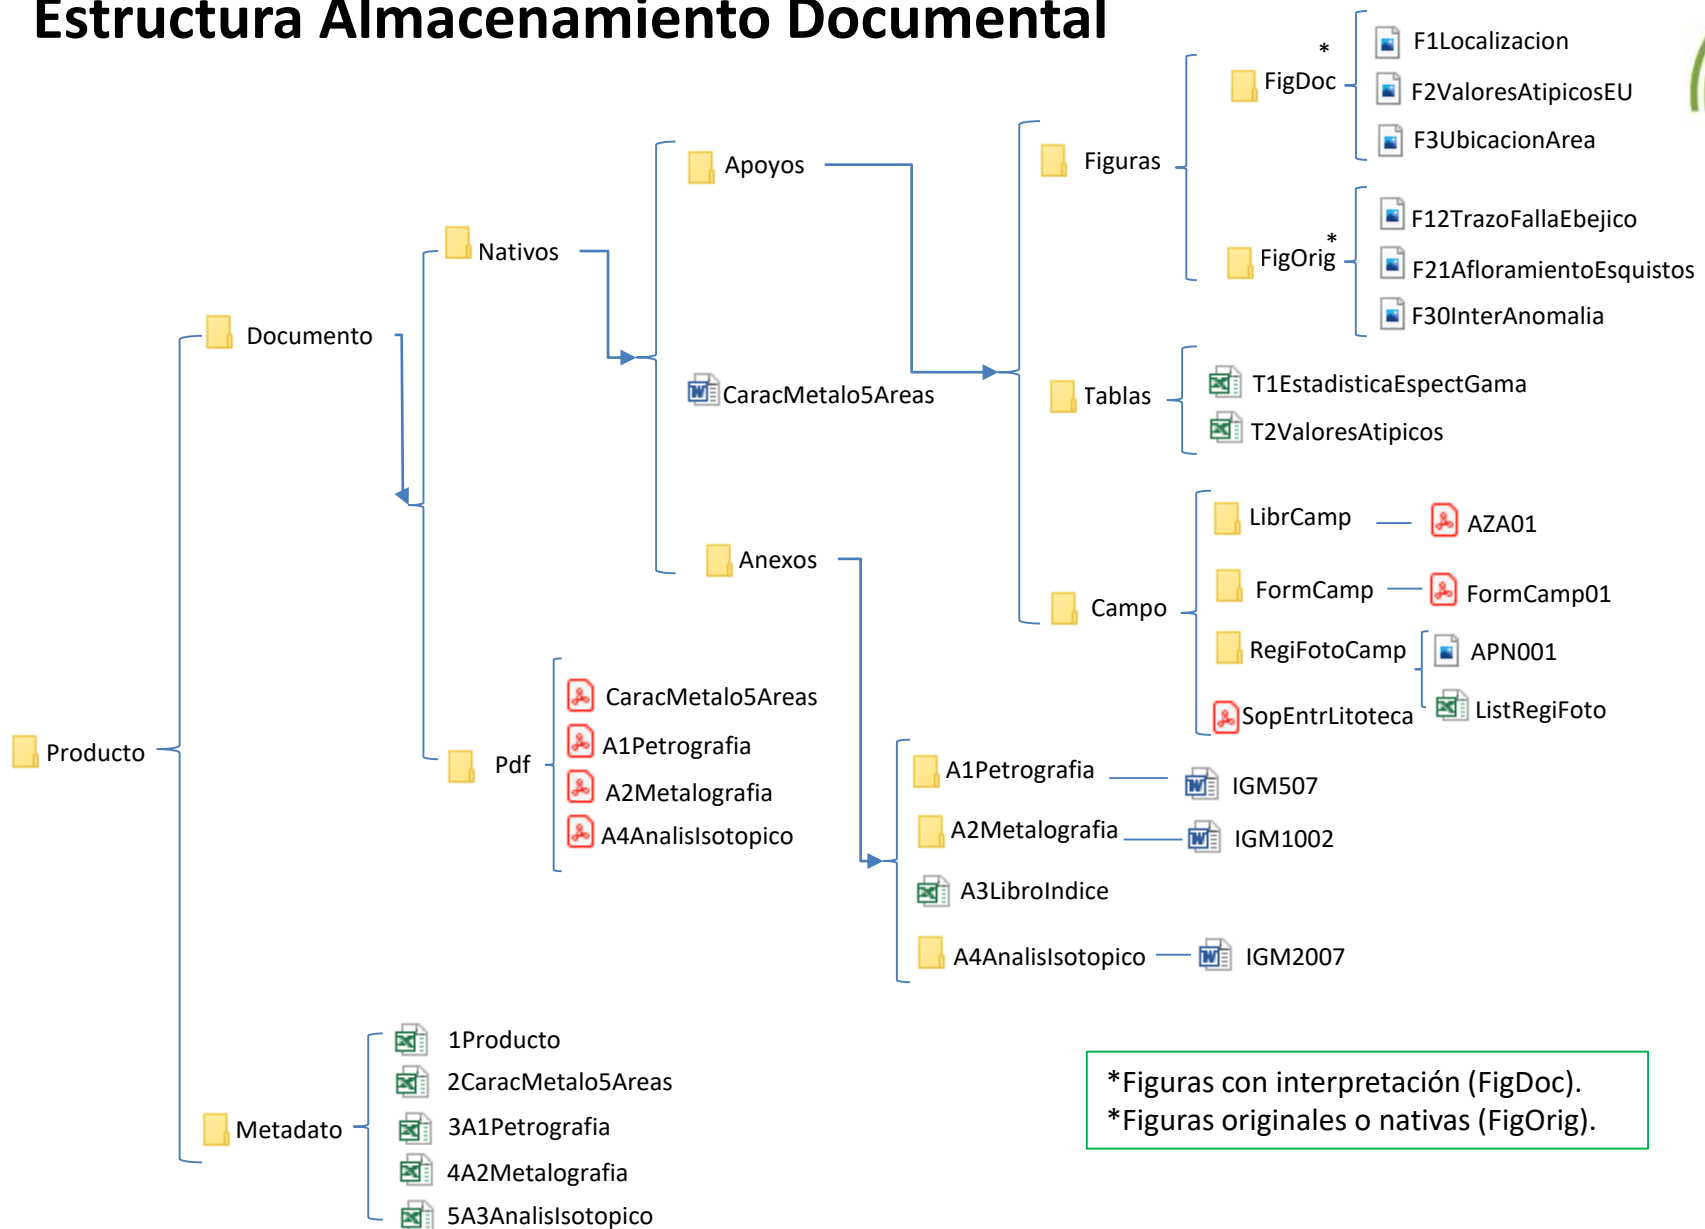 Estructura Almacenamiento Documental
Producto
Documento
Nativos
Apoyos
Figuras
*
FigDoc
F1Localizacion
F2ValoresAtipicosEU
F3UbicacionArea
*
FigOrig
F12TrazoFallaEbejico
F21AfloramientoEsquistos
F30InterAnomalia
Tablas
T1EstadisticaEspectGama
T2ValoresAtipicos
Campo
LibrCamp
AZA01
FormCamp
FormCamp01
RegiFotoCamp
APN001
ListRegiFoto
SopEntrLitoteca
CaracMetalo5Areas
Anexos
A1Petrografia
IGM507
A2Metalografia
IGM1002
A3LibroIndice
A4AnalisIsotopico
IGM2007
Pdf
CaracMetalo5Areas
A1Petrografia
A2Metalografia
A4AnalisIsotopico
Metadato
1Producto
2CaracMetalo5Areas
3A1Petrografia
4A2Metalografia
5A3AnalisIsotopico
*Figuras con interpretación (FigDoc).
*Figuras originales o nativas (FigOrig).